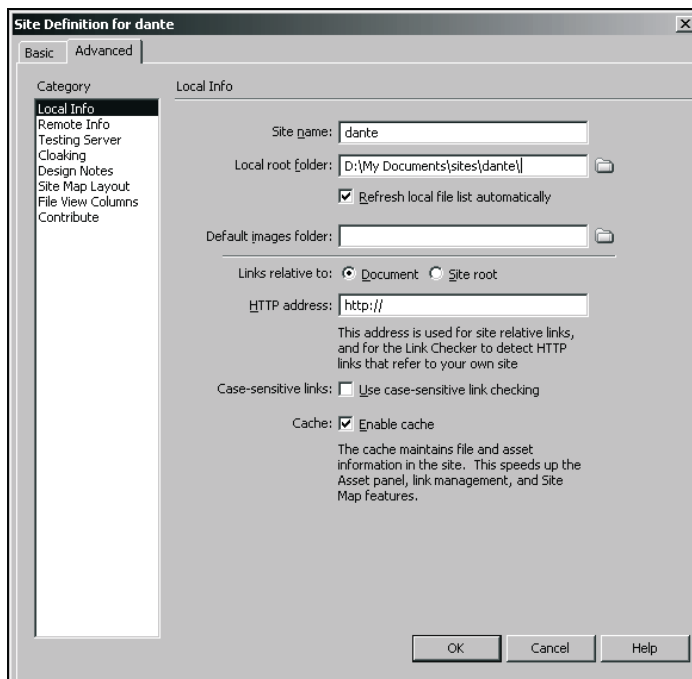 Site Definition for dante
Basic
Advanced
Category
Local Info
Remote Info
Testing Server
Cloaking
Design Notes
Site Map Layout
File View Columns
Contribute
Local Info
Site name: dante
Local root folder: D:\My Documents\sites\dante\
Refresh local file list automatically
Default images folder:
Links relative to: Document Site root
HTTP address: http://
This address is used for site relative links,
and for the Link Checker to detect HTTP
links that refer to your own site
Case-sensitive links: Use case-sensitive link checking
Cache: Enable cache
The cache maintains file and asset
information in the site. This speeds up the
Asset panel, link management, and Site
Map features.
OK
Cancel
Help